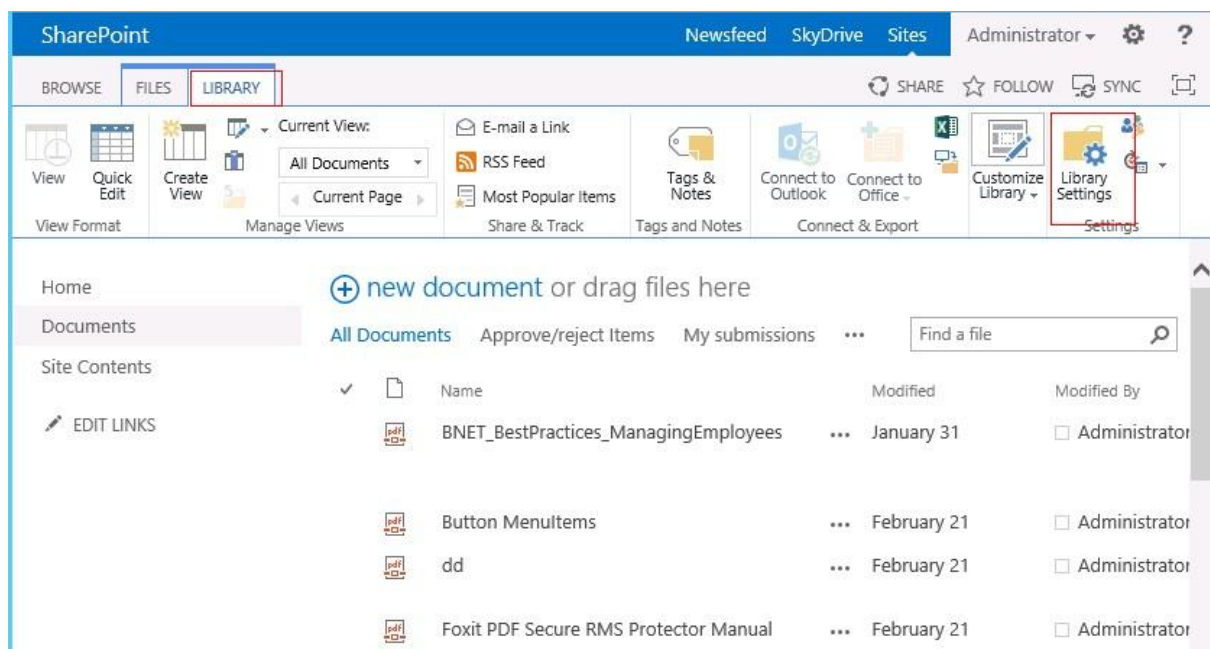 SharePoint Newsfeed SkyDrive Sites Administrator ?
BROWSE FILES LIBRARY SHARE FOLLOW SYNC
View Quick Edit Create View Current View: All Documents Current Page E-mail a Link RSS Feed Most Popular Items Tags & Notes Connect to Outlook Connect to Office Customize Library Library Settings
View Format Manage Views Share & Track Tags and Notes Connect & Export Settings
Home
Documents
Site Contents
EDIT LINKS
new document or drag files here
All Documents Approve/reject Items My submissions ••• Find a file
Name Modified Modified By
pdf BNET_BestPractices_ManagingEmployees ••• January 31 Administrator
pdf Button MenuItems ••• February 21 Administrator
pdf dd ••• February 21 Administrator
pdf Foxit PDF Secure RMS Protector Manual ••• February 21 Administrator